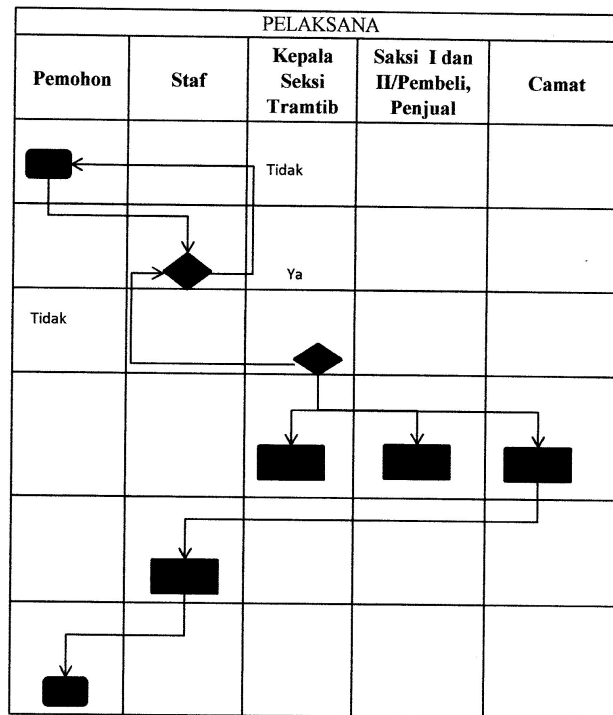 PELAKSANA
Pemohon
Staf
Kepala
Seksi
Tramtib
Saksi I dan
II/Pembeli,
Penjual
Camat
Tidak
Ya
Tidak